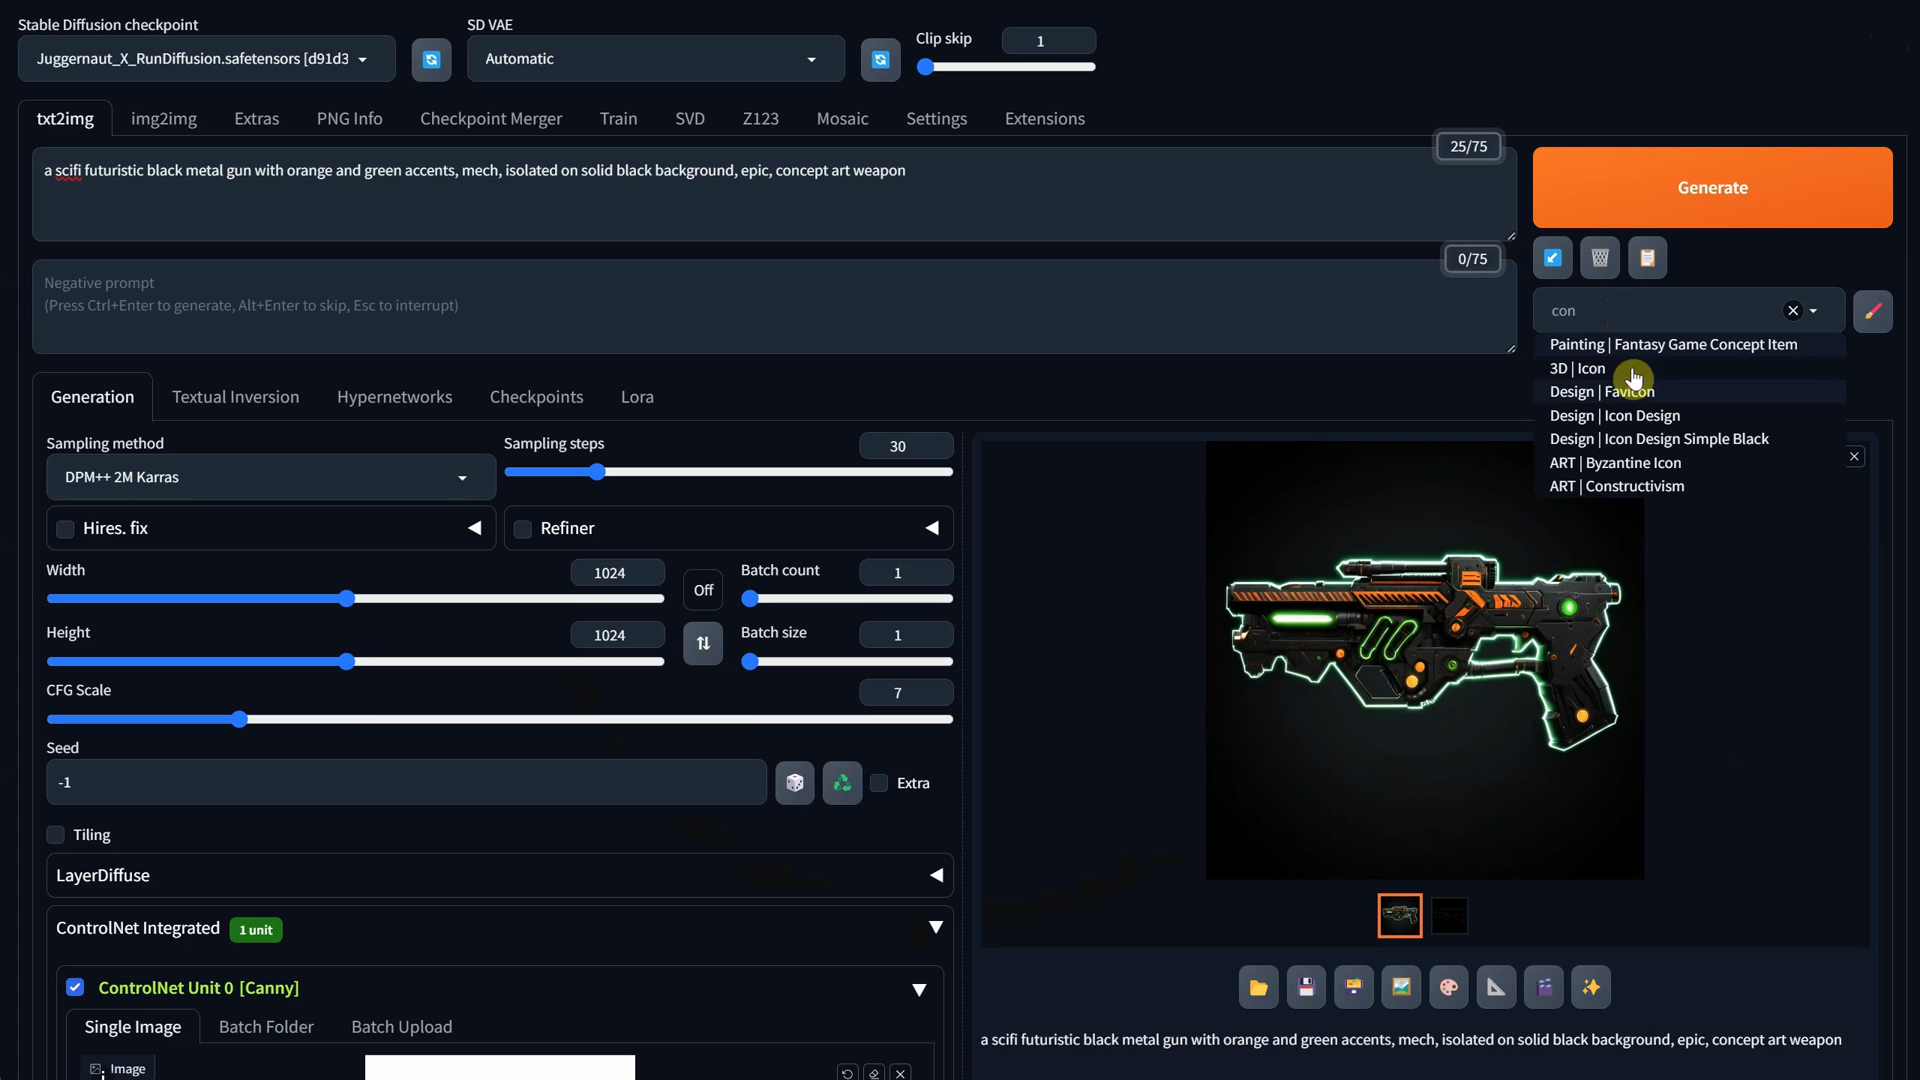 Stable Diffusion checkpoint
SD VAE
Clip skip
1
Juggernaut_X_RunDiffusion.safetensors [d91d3
Automatic
txt2img
img2img
Extras
PNG Info
Checkpoint Merger
Train
SVD
Z123
Mosaic
Settings
Extensions
25/75
a scifi futuristic black metal gun with orange and green accents, mech, isolated on solid black background, epic, concept art weapon
Generate
0/75
Negative prompt
(Press Ctrl+Enter to generate, Alt+Enter to skip, Esc to interrupt)
con
Painting | Fantasy Game Concept Item
3D | Icon
Design | Favicon
Design | Icon Design
Design | Icon Design Simple Black
ART | Byzantine Icon
ART | Constructivism
Generation
Textual Inversion
Hypernetworks
Checkpoints
Lora
Sampling method
DPM++ 2M Karras
Sampling steps
30
Hires. fix
Refiner
Width
1024
Off
Batch count
1
Height
1024
Batch size
1
CFG Scale
7
Seed
-1
Extra
Tiling
LayerDiffuse
ControlNet Integrated
1 unit
ControlNet Unit 0 [Canny]
Single Image
Batch Folder
Batch Upload
Image
a scifi futuristic black metal gun with orange and green accents, mech, isolated on solid black background, epic, concept art weapon